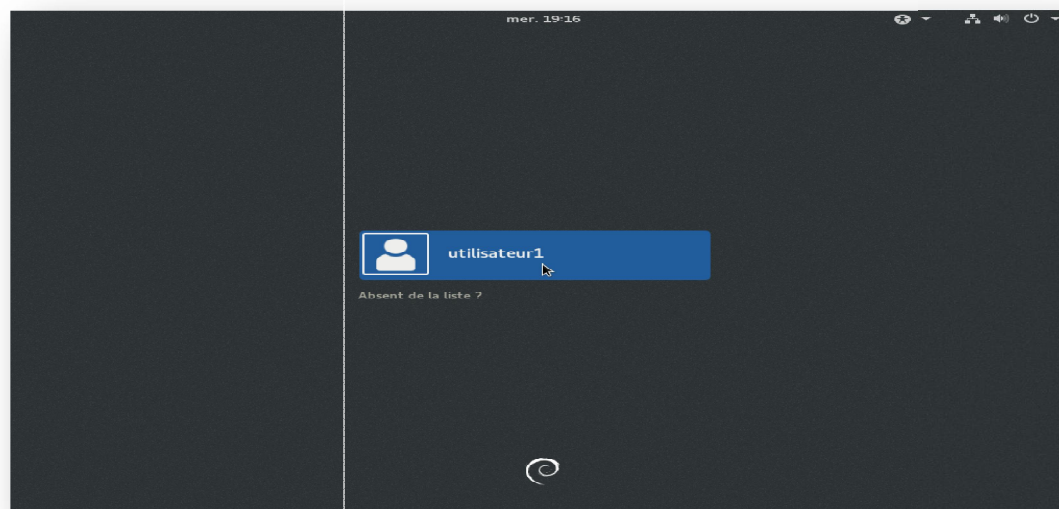 mer. 19:16
utilisateur1
Absent de la liste ?